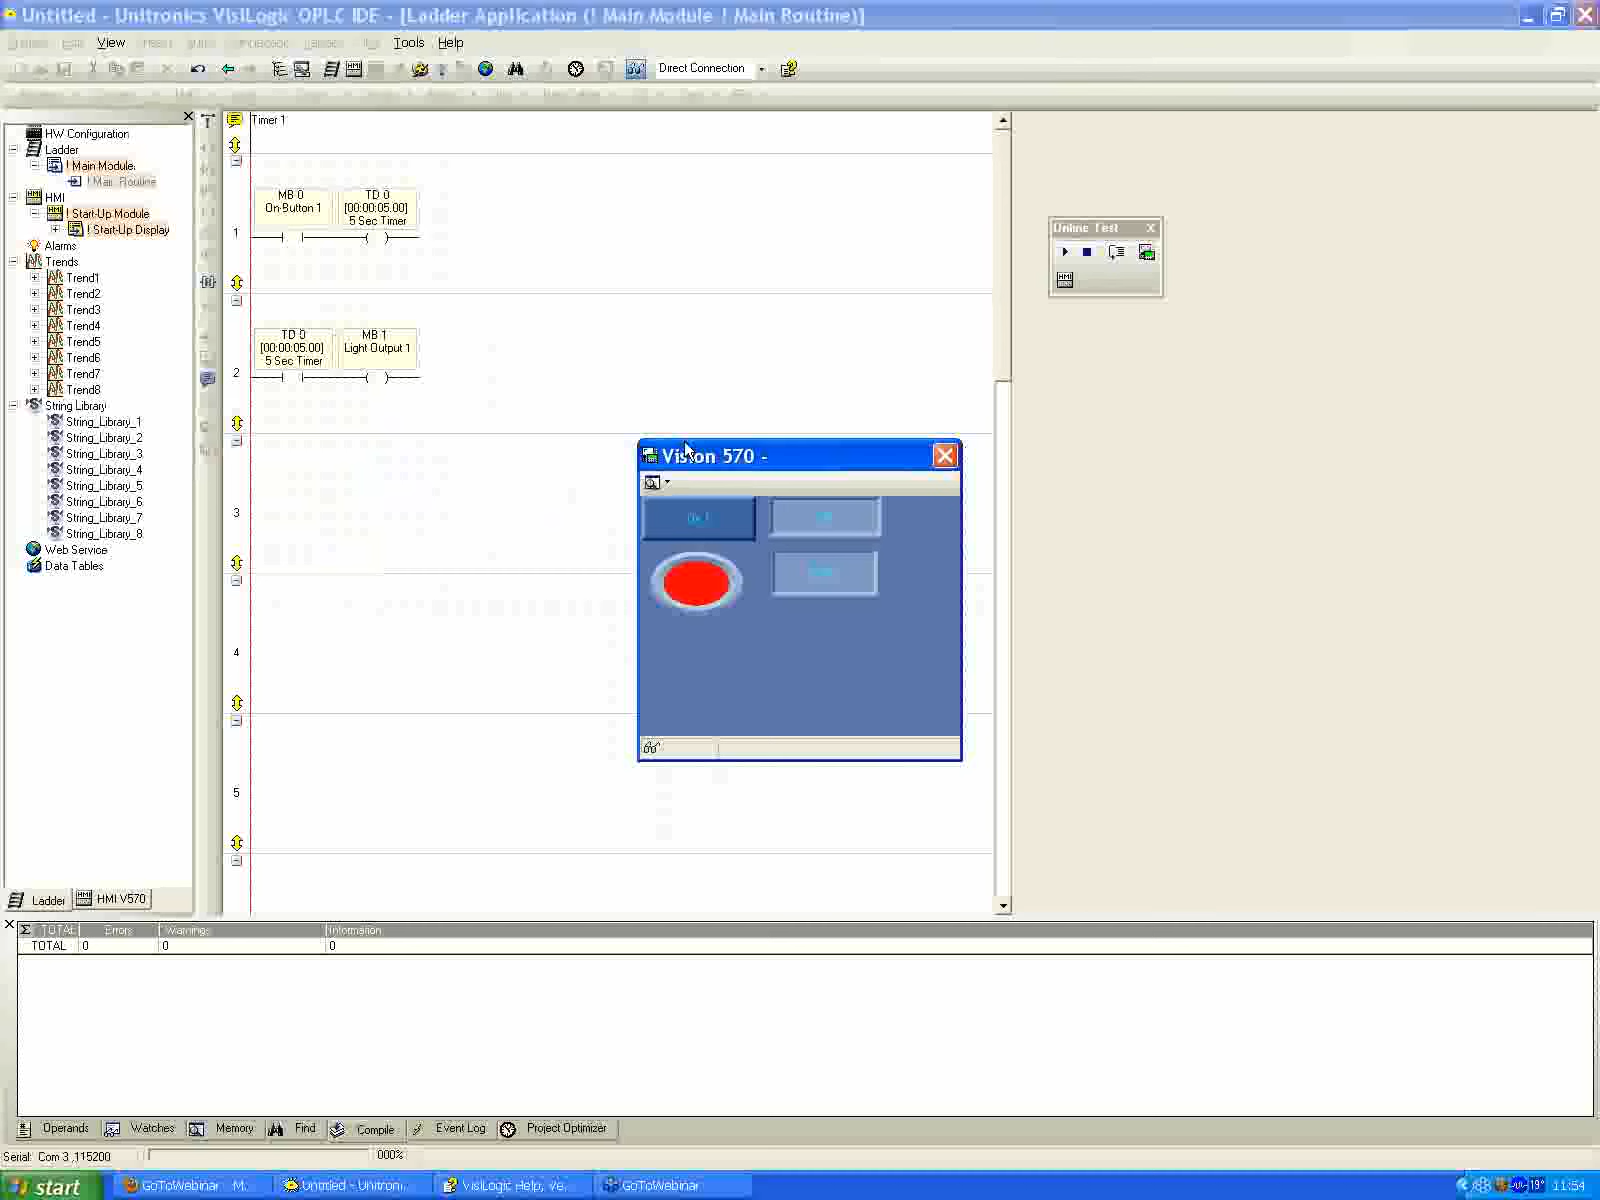 Untitled - Unitronics VisiLogic OPLC IDE - [Ladder Application (! Main Module ! Main Routine)]
View Tools Help
Direct Connection
HW Configuration
Ladder
! Main Module
! Main Routine
HMI
! Start-Up Module
! Start-Up Display
Alarms
Trends
Trend1
Trend2
Trend3
Trend4
Trend5
Trend6
Trend7
Trend8
String Library
String_Library_1
String_Library_2
String_Library_3
String_Library_4
String_Library_5
String_Library_6
String_Library_7
String_Library_8
Web Service
Data Tables
Ladder HMI V570
Timer 1
MB 0 TD 0
On-Button 1 [00:00:05.00]
5 Sec Timer
1
TD 0 MB 1
[00:00:05.00] Light Output 1
5 Sec Timer
2
3
4
5
Online Test X
HMI
Vision 570 -
Σ TOTAL Errors Warnings Information
TOTAL 0 0 0
Operands Watches Memory Find Compile Event Log Project Optimizer
Serial: Com 3 ,115200 000%
start GoToWebinar M... Untitled - Unitroni... VisiLogic Help, Ve... GoToWebinar 19° 11:54